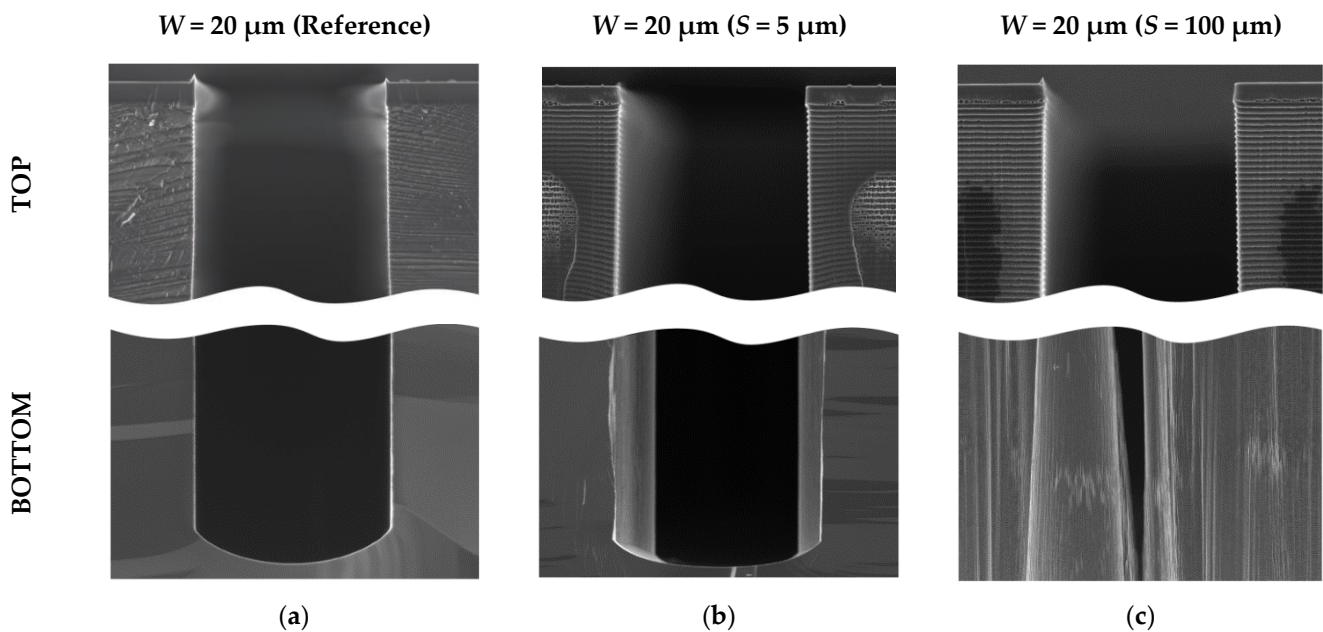 W = 20 μm (Reference)
W = 20 μm (S = 5 μm)
W = 20 μm (S = 100 μm)
TOP
BOTTOM
(a)
(b)
(c)